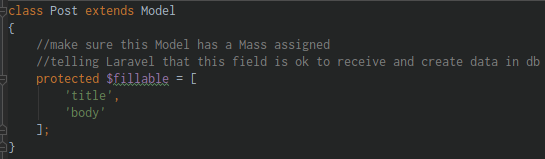 class Post extends Model
{
    //make sure this Model has a Mass assigned
    //telling Laravel that this field is ok to receive and create data in db
    protected $fillable = [
        'title',
        'body'
    ];
}